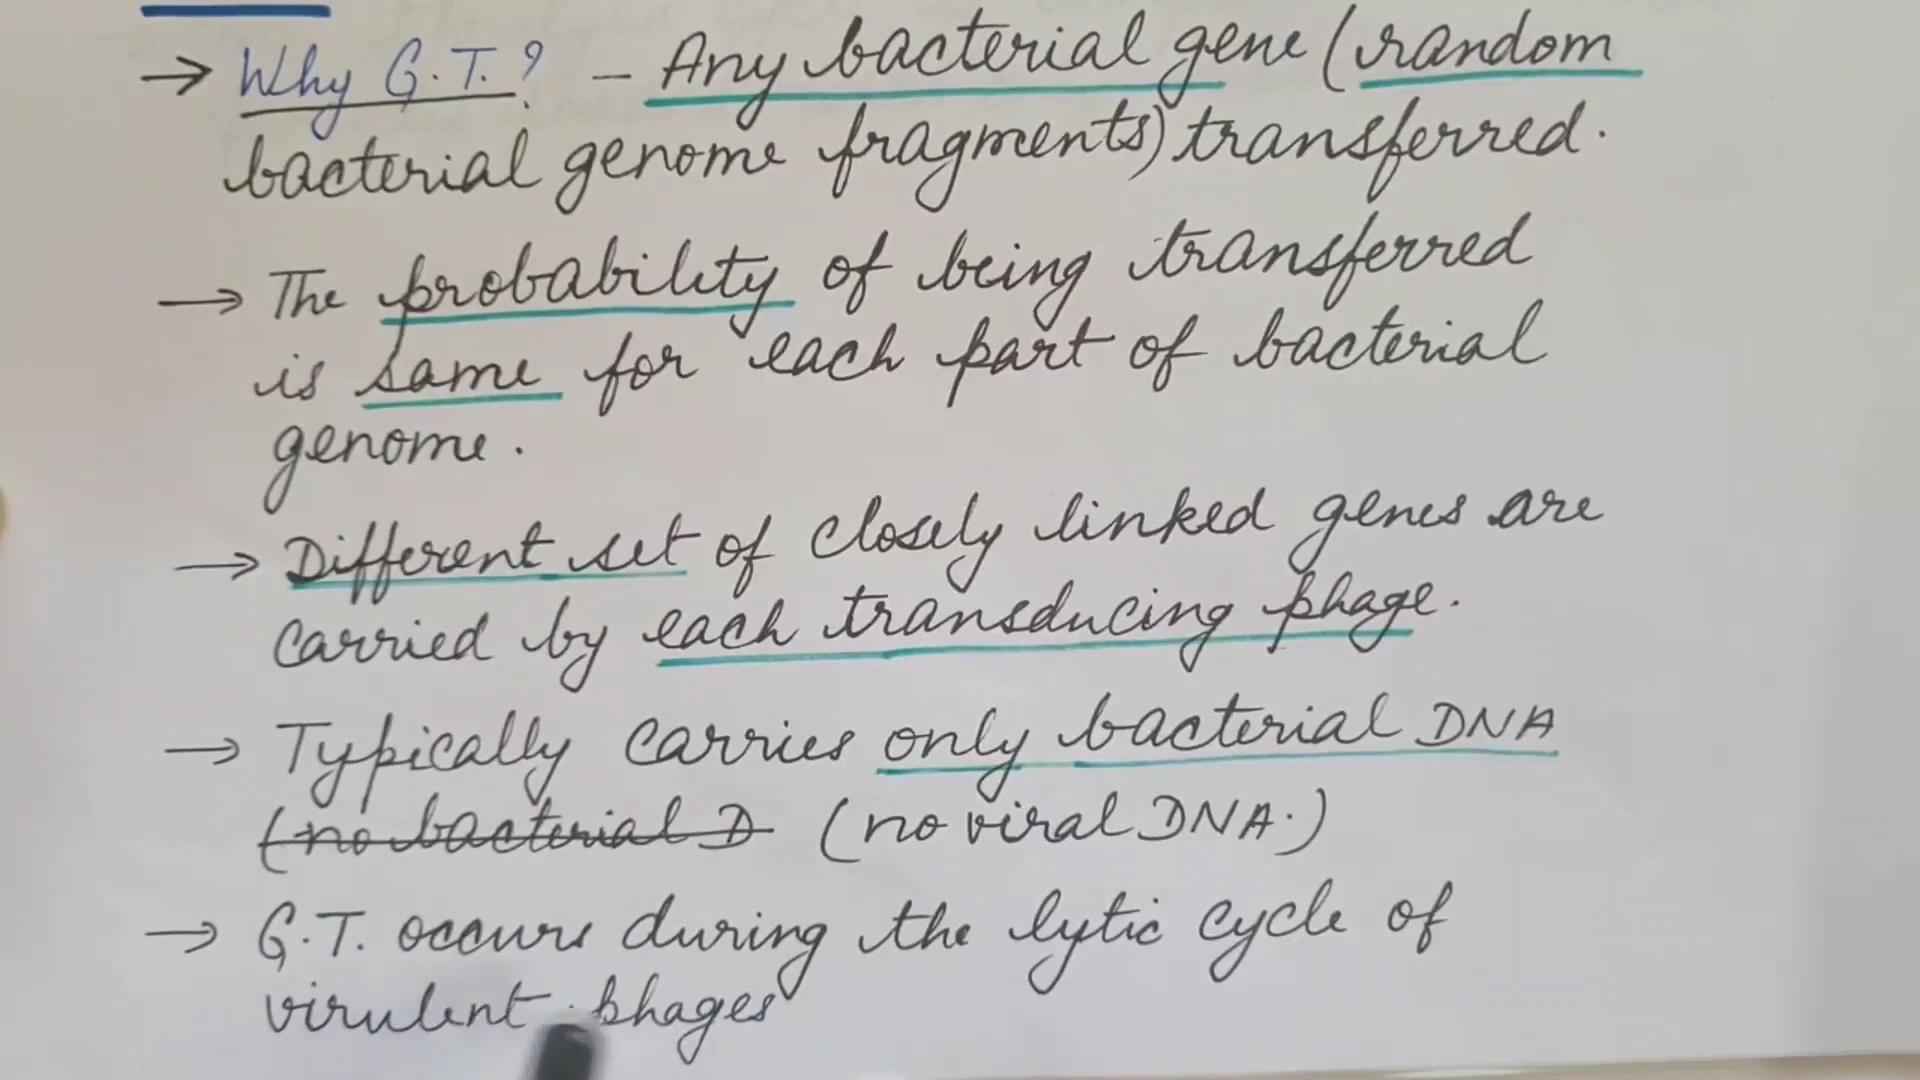 → Why G.T.? - Any bacterial gene (random
bacterial genome fragments) transferred.
→ The probability of being transferred
is same for each part of bacterial
genome.
→ Different set of closely linked genes are
carried by each transducing phage.
→ Typically carries only bacterial DNA
(no bacterial D (no viral DNA.)
→ G.T. occurs during the lytic cycle of
virulent phages